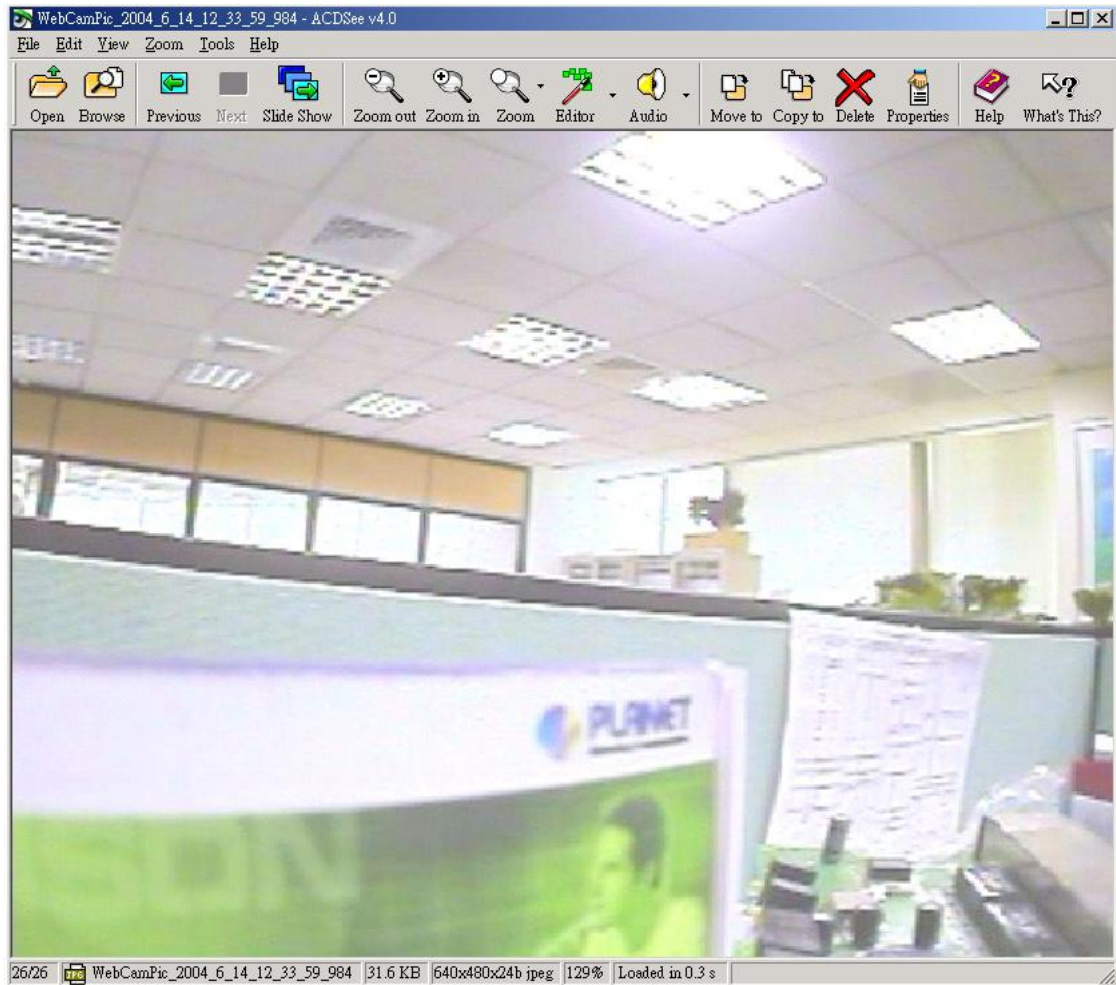 WebCamPic_2004_6_14_12_33_59_984 - ACDSee v4.0
File Edit View Zoom Tools Help
Open Browse Previous Next Slide Show Zoom out Zoom in Zoom Editor Audio Move to Copy to Delete Properties Help What's This?
PLANET
SDN
26/26 JPG WebCamPic_2004_6_14_12_33_59_984 31.6 KB 640x480x24b jpeg 129% Loaded in 0.3 s